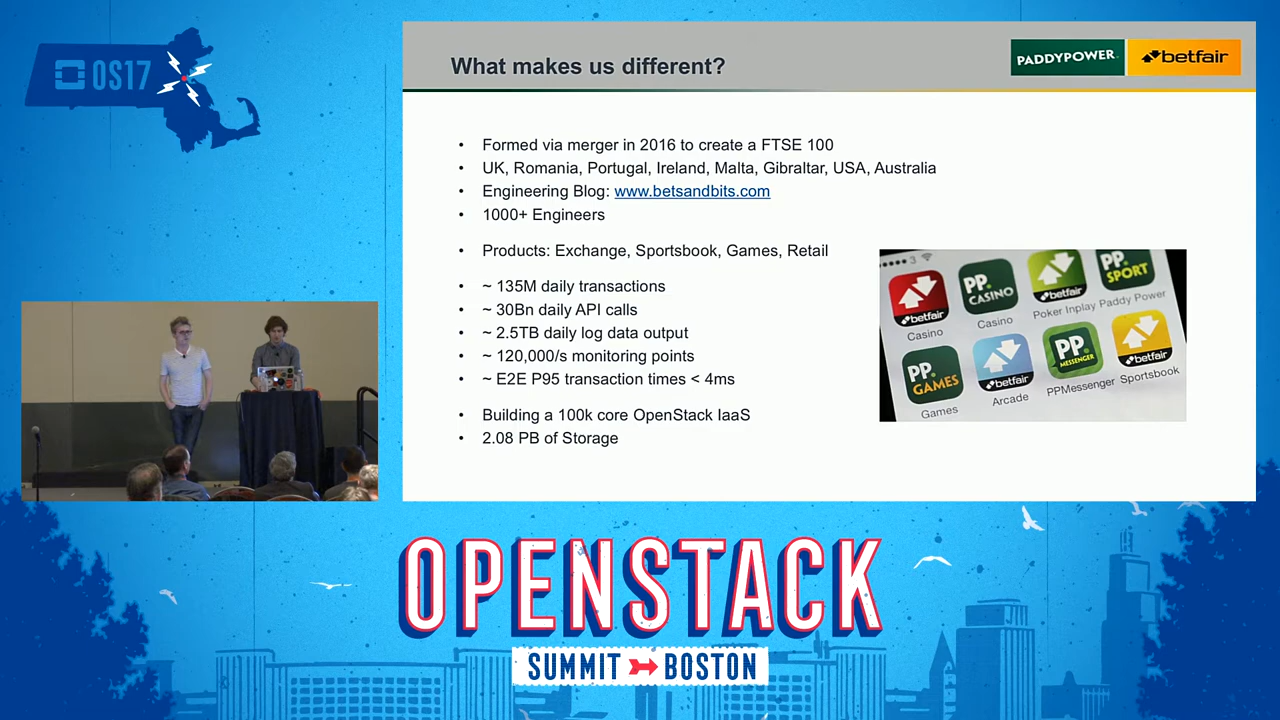 OS17
What makes us different?
PADDYPOWER.
betfair
• Formed via merger in 2016 to create a FTSE 100
• UK, Romania, Portugal, Ireland, Malta, Gibraltar, USA, Australia
• Engineering Blog: www.betsandbits.com
• 1000+ Engineers
• Products: Exchange, Sportsbook, Games, Retail
• ~ 135M daily transactions
• ~ 30Bn daily API calls
• ~ 2.5TB daily log data output
• ~ 120,000/s monitoring points
• ~ E2E P95 transaction times < 4ms
• Building a 100k core OpenStack IaaS
• 2.08 PB of Storage
3
betfair
Casino
PP.
CASINO
Casino
betfair
Poker Inplay
PP.
SPORT
Paddy Power
PP.
GAMES
Games
betfair
Arcade
PP.
MESSENGER
PPMessenger
betfair
Sportsbook
OPENSTACK
SUMMIT BOSTON